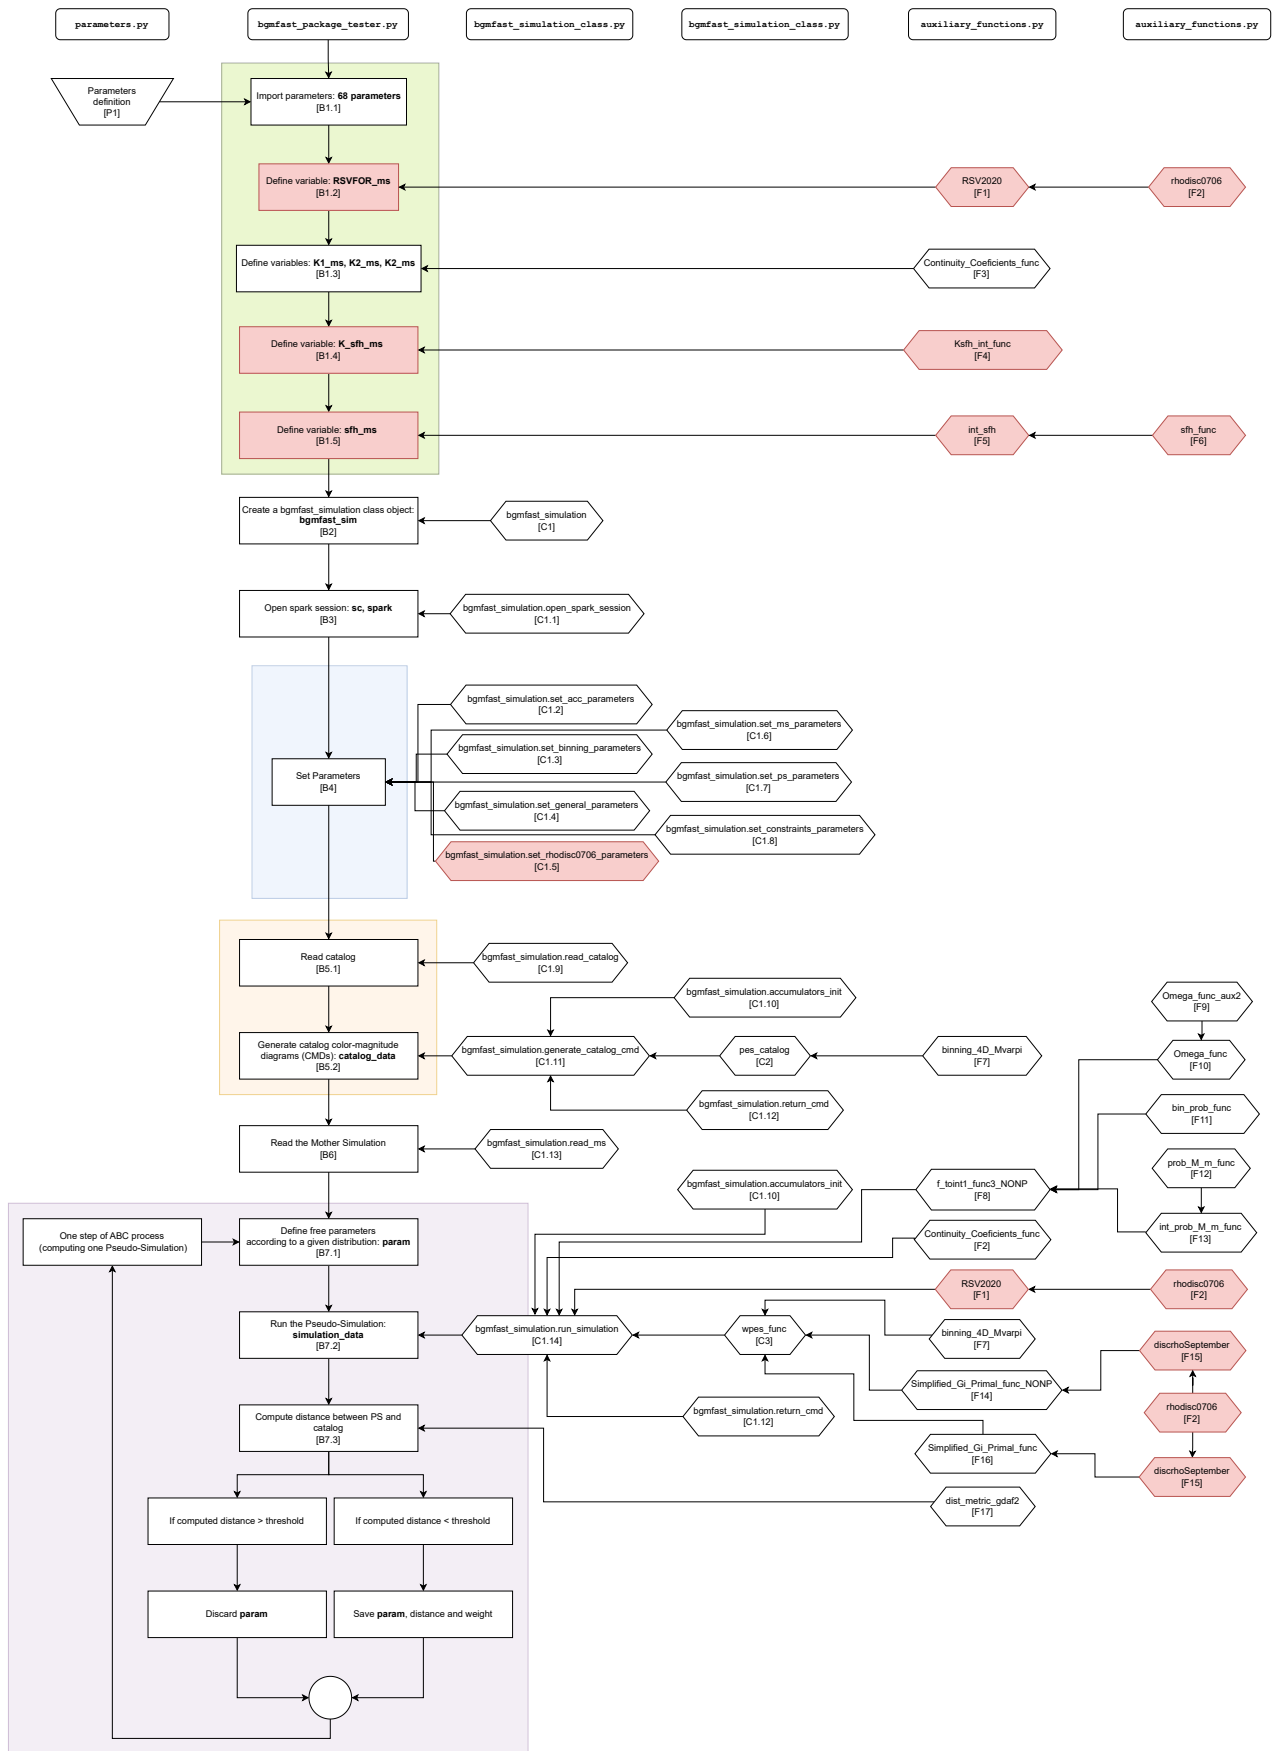 parameters.py
bgmfast_package_tester.py
bgmfast_simulation_class.py
bgmfast_simulation_class.py
auxiliary_functions.py
auxiliary_functions.py
Parameters
definition
[P1]
Import parameters: 68 parameters
[B1.1]
Define variable: RSVFOR_ms
[B1.2]
RSV2020
[F1]
rhodisc0706
[F2]
Define variables: K1_ms, K2_ms, K2_ms
[B1.3]
Continuity_Coeficients_func
[F3]
Define variable: K_sfh_ms
[B1.4]
Ksfh_int_func
[F4]
Define variable: sfh_ms
[B1.5]
int_sfh
[F5]
sfh_func
[F6]
Create a bgmfast_simulation class object:
bgmfast_sim
[B2]
bgmfast_simulation
[C1]
Open spark session: sc, spark
[B3]
bgmfast_simulation.open_spark_session
[C1.1]
bgmfast_simulation.set_acc_parameters
[C1.2]
bgmfast_simulation.set_ms_parameters
[C1.6]
bgmfast_simulation.set_binning_parameters
[C1.3]
Set Parameters
[B4]
bgmfast_simulation.set_ps_parameters
[C1.7]
bgmfast_simulation.set_general_parameters
[C1.4]
bgmfast_simulation.set_constraints_parameters
[C1.8]
bgmfast_simulation.set_rhodisc0706_parameters
[C1.5]
Read catalog
[B5.1]
bgmfast_simulation.read_catalog
[C1.9]
bgmfast_simulation.accumulators_init
[C1.10]
Omega_func_aux2
[F9]
Generate catalog color-magnitude
diagrams (CMDs): catalog_data
[B5.2]
bgmfast_simulation.generate_catalog_cmd
[C1.11]
pes_catalog
[C2]
binning_4D_Mvarpi
[F7]
Omega_func
[F10]
bgmfast_simulation.return_cmd
[C1.12]
bin_prob_func
[F11]
Read the Mother Simulation
[B6]
bgmfast_simulation.read_ms
[C1.13]
prob_M_m_func
[F12]
bgmfast_simulation.accumulators_init
[C1.10]
f_toint1_func3_NONP
[F8]
One step of ABC process
(computing one Pseudo-Simulation)
Define free parameters
according to a given distribution: param
[B7.1]
Continuity_Coeficients_func
[F2]
int_prob_M_m_func
[F13]
RSV2020
[F1]
rhodisc0706
[F2]
Run the Pseudo-Simulation:
simulation_data
[B7.2]
bgmfast_simulation.run_simulation
[C1.14]
wpes_func
[C3]
binning_4D_Mvarpi
[F7]
discrhoSeptember
[F15]
Simplified_Gi_Primal_func_NONP
[F14]
Compute distance between PS and
catalog
[B7.3]
bgmfast_simulation.return_cmd
[C1.12]
rhodisc0706
[F2]
Simplified_Gi_Primal_func
[F16]
discrhoSeptember
[F15]
dist_metric_gdaf2
[F17]
If computed distance > threshold
If computed distance < threshold
Discard param
Save param, distance and weight